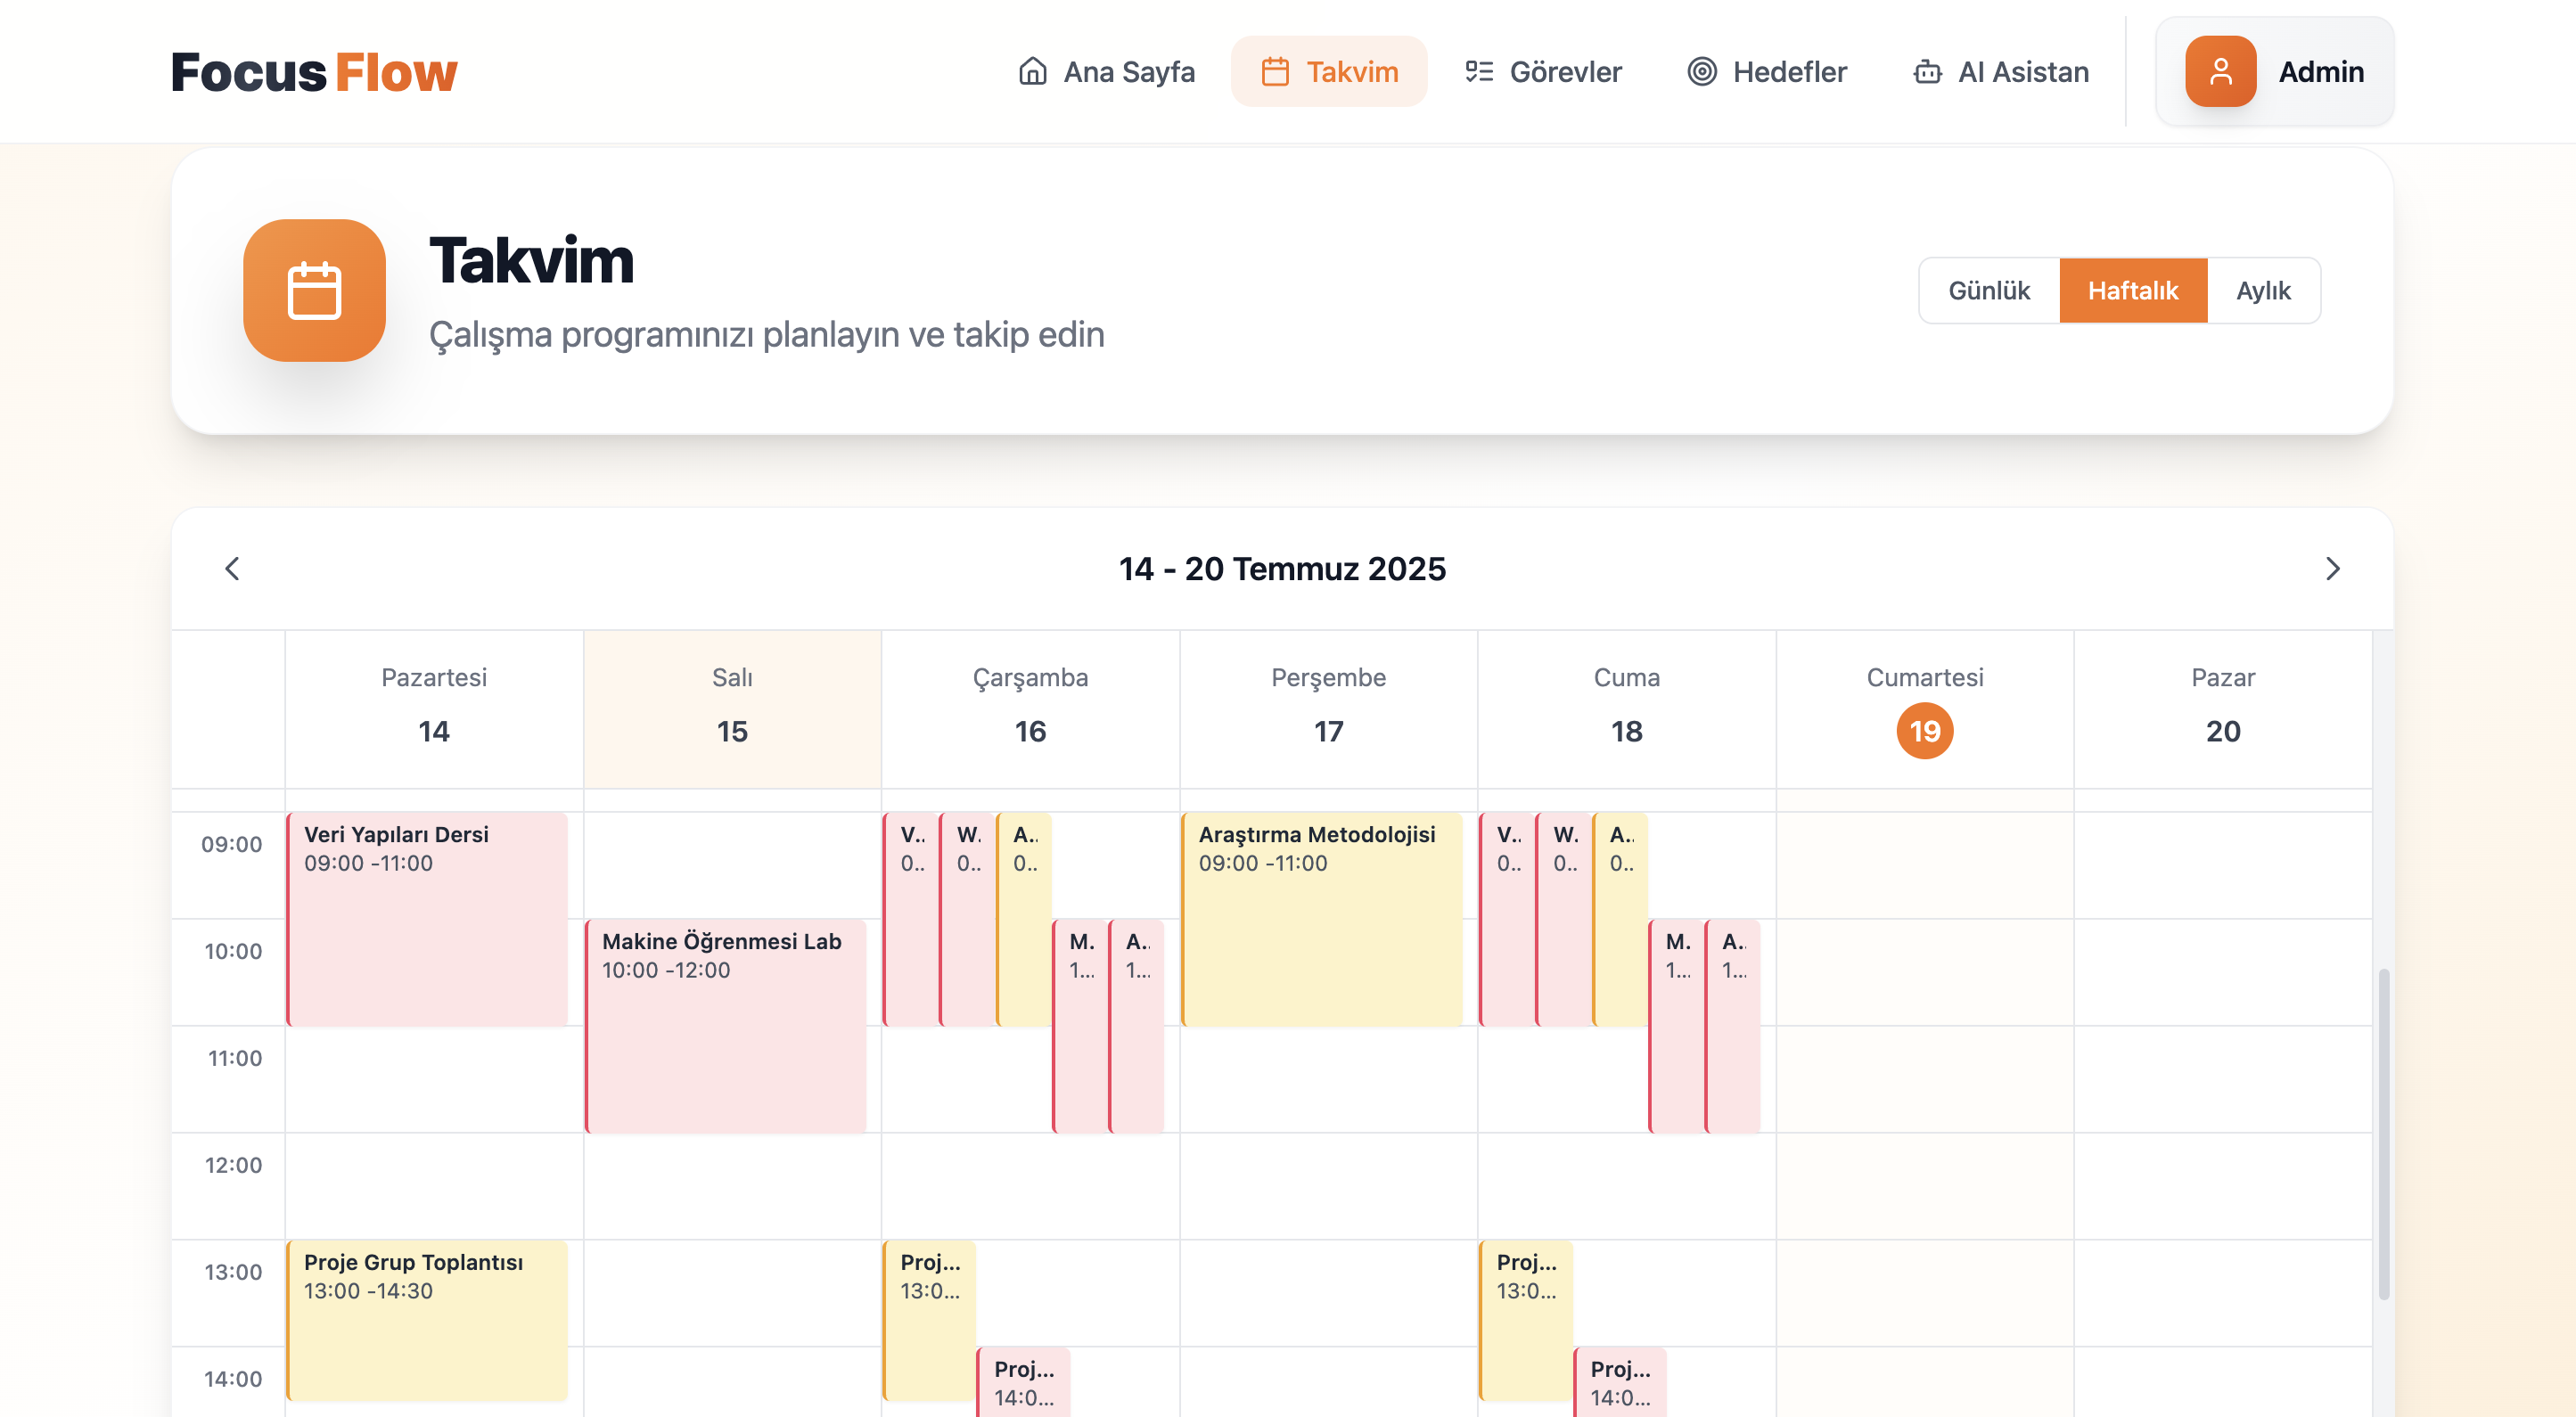 Focus Flow
Ana Sayfa
Takvim
Görevler
Hedefler
AI Asistan
Admin
Takvim
Çalışma programınızı planlayın ve takip edin
Günlük
Haftalık
Aylık
14 - 20 Temmuz 2025
Pazartesi
14
Salı
15
Çarşamba
16
Perşembe
17
Cuma
18
Cumartesi
19
Pazar
20
09:00
Veri Yapıları Dersi
09:00 -11:00
V..
0..
W.
0..
A..
0..
Araştırma Metodolojisi
09:00 -11:00
V..
0..
W.
0..
A..
0..
10:00
Makine Öğrenmesi Lab
10:00 -12:00
M.
1...
A..
1...
M.
1...
A..
1...
11:00
12:00
13:00
Proje Grup Toplantısı
13:00 -14:30
Proj...
13:0...
Proj...
13:0...
14:00
Proj...
14:0...
Proj...
14:0...